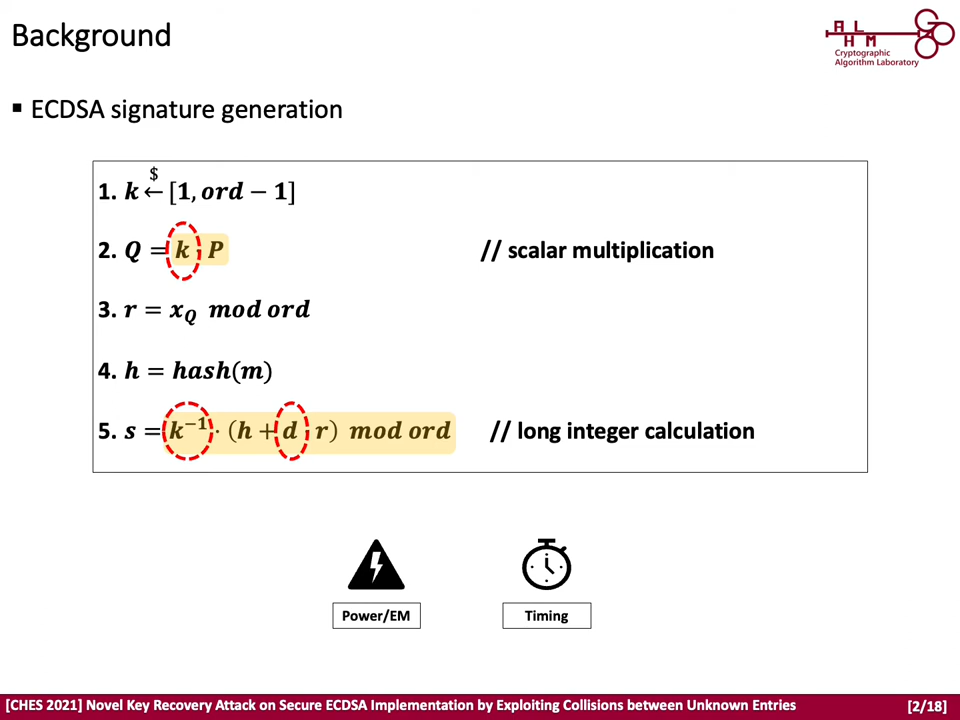 Background
A L
H M
Cryptographic
Algorithm Laboratory
▪ ECDSA signature generation
$
1. k ← [1, ord − 1]
2. Q = k · P // scalar multiplication
3. r = x_Q mod ord
4. h = hash(m)
5. s = k⁻¹ · (h + d · r) mod ord // long integer calculation
Power/EM Timing
[CHES 2021] Novel Key Recovery Attack on Secure ECDSA Implementation by Exploiting Collisions between Unknown Entries [2/18]